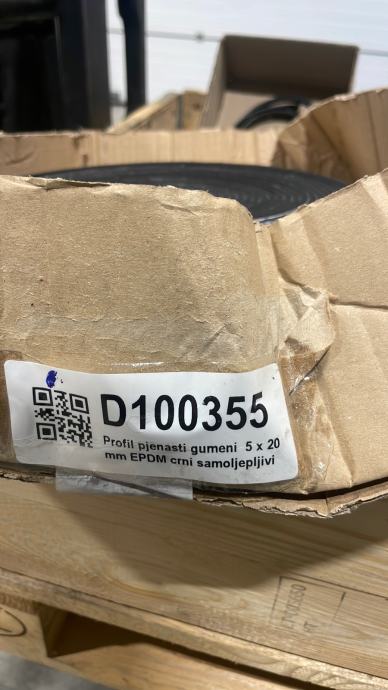 D100355
Profil pjenasti gumeni 5 x 20
mm EPDM crni samoljepljivi